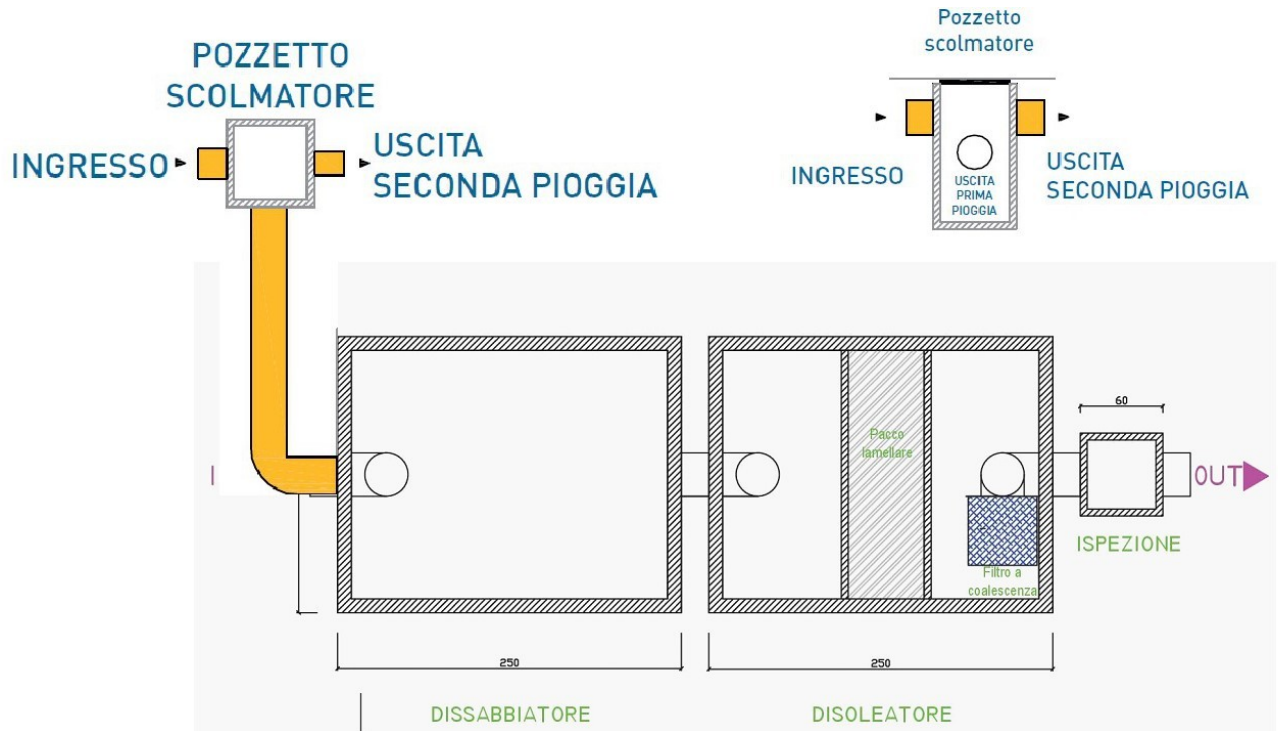 POZZETTO
SCOLMATORE
INGRESSO
USCITA
SECONDA PIOGGIA
Pozzetto
scolmatore
INGRESSO
USCITA
PRIMA
PIOGGIA
USCITA
SECONDA PIOGGIA
Pacco
lamellare
Filtro a
coalescenza
60
OUT
ISPEZIONE
250
250
DISSABBIATORE
DISOLEATORE